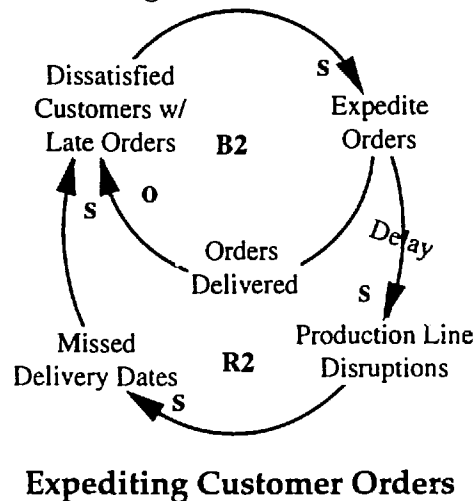 Dissatisfied
Customers w/
Late Orders
S
Expedite
Orders
B2
S
O
Orders
Delivered
Delay
S
Missed
Delivery Dates
R2
Production Line
Disruptions
S
Expediting Customer Orders